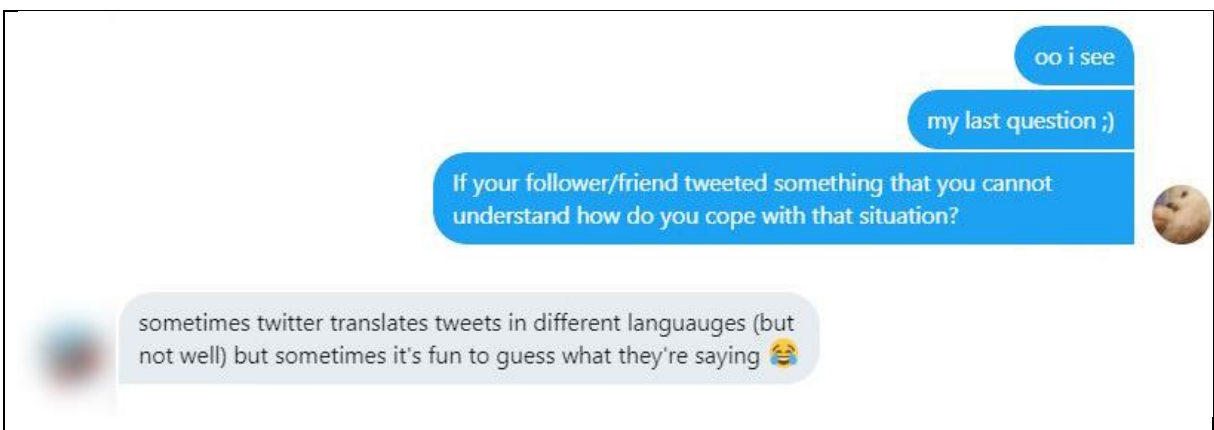 oo i see
my last question ;)
If your follower/friend tweeted something that you cannot
understand how do you cope with that situation?
sometimes twitter translates tweets in different languauges (but
not well) but sometimes it's fun to guess what they're saying 😂